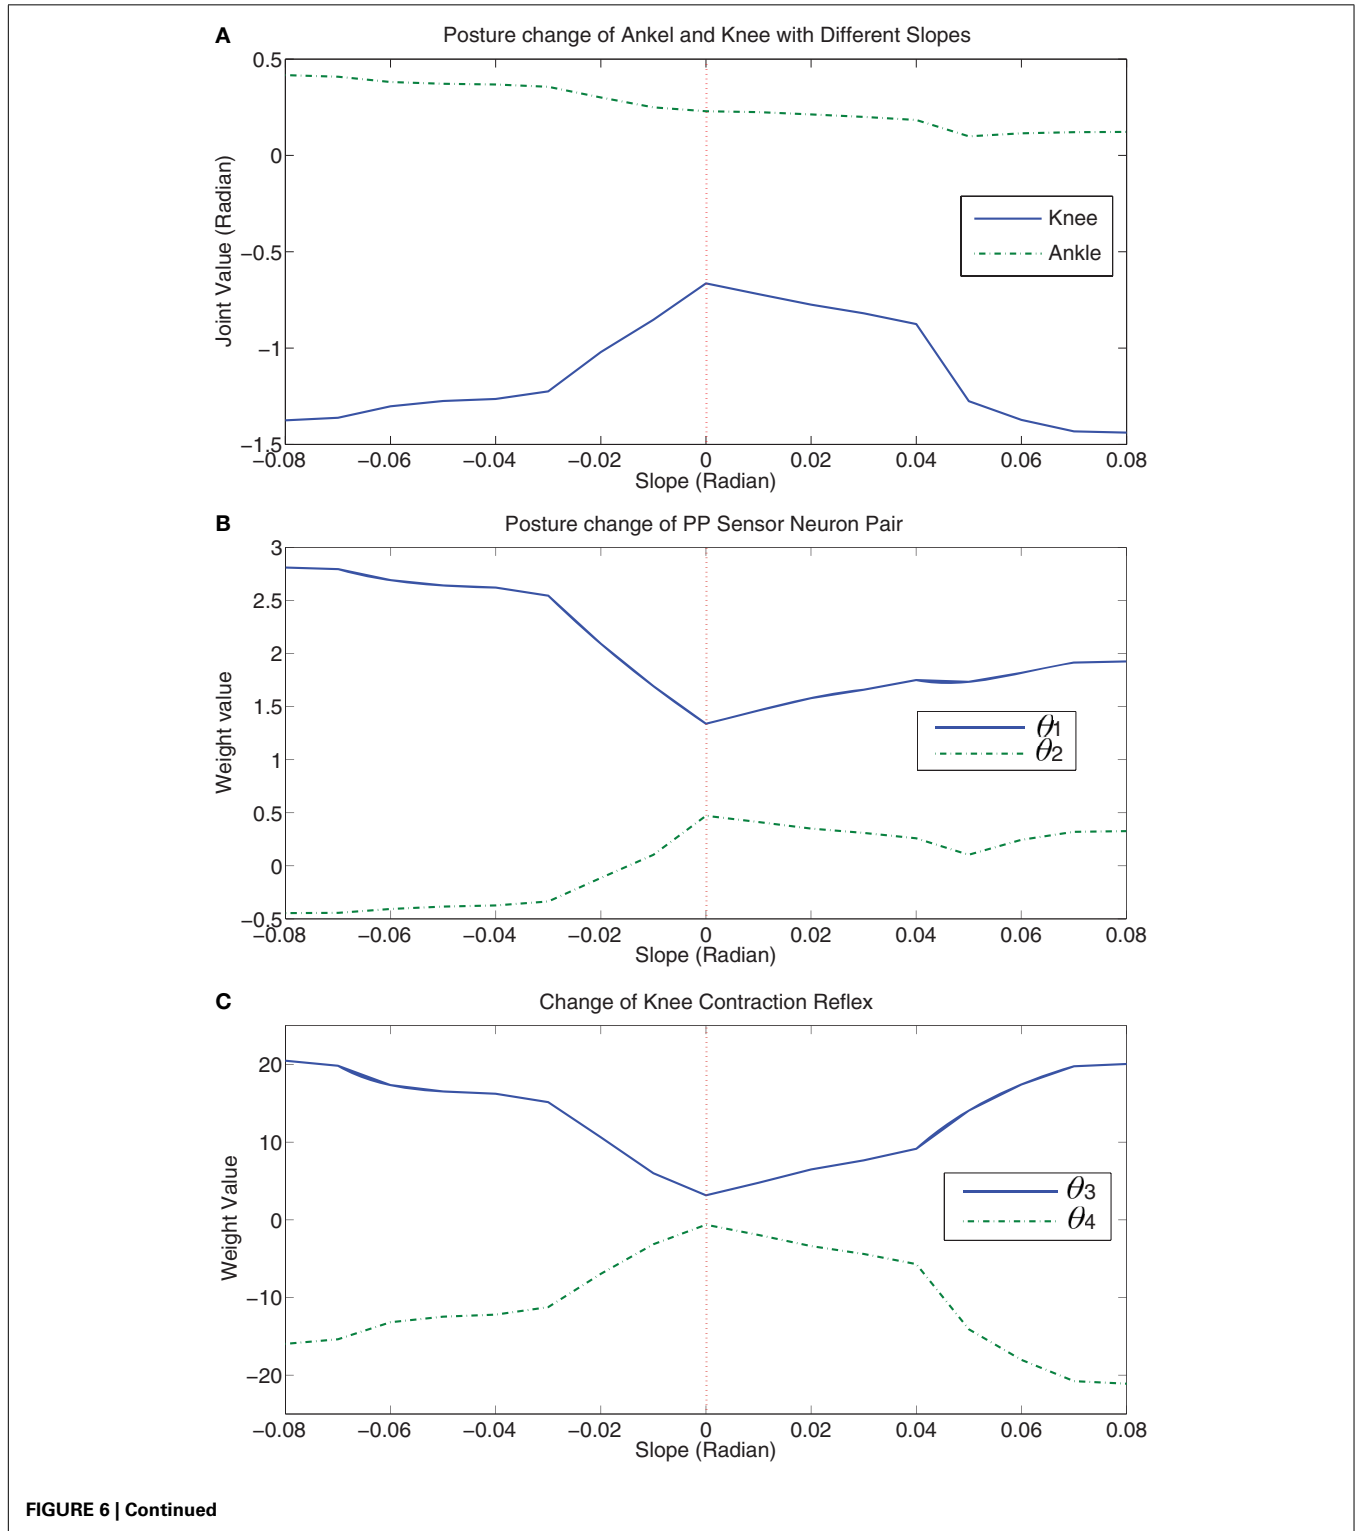 A
Posture change of Ankel and Knee with Different Slopes
Joint Value (Radian)
0.5
0
−0.5
−1
−1.5
Knee
Ankle
−0.08 −0.06 −0.04 −0.02 0 0.02 0.04 0.06 0.08
Slope (Radian)
B
Posture change of PP Sensor Neuron Pair
Weight value
3
2.5
2
1.5
1
0.5
0
−0.5
θ1
θ2
−0.08 −0.06 −0.04 −0.02 0 0.02 0.04 0.06 0.08
Slope (Radian)
C
Change of Knee Contraction Reflex
Weight Value
20
10
0
−10
−20
θ3
θ4
−0.08 −0.06 −0.04 −0.02 0 0.02 0.04 0.06 0.08
Slope (Radian)
FIGURE 6 | Continued